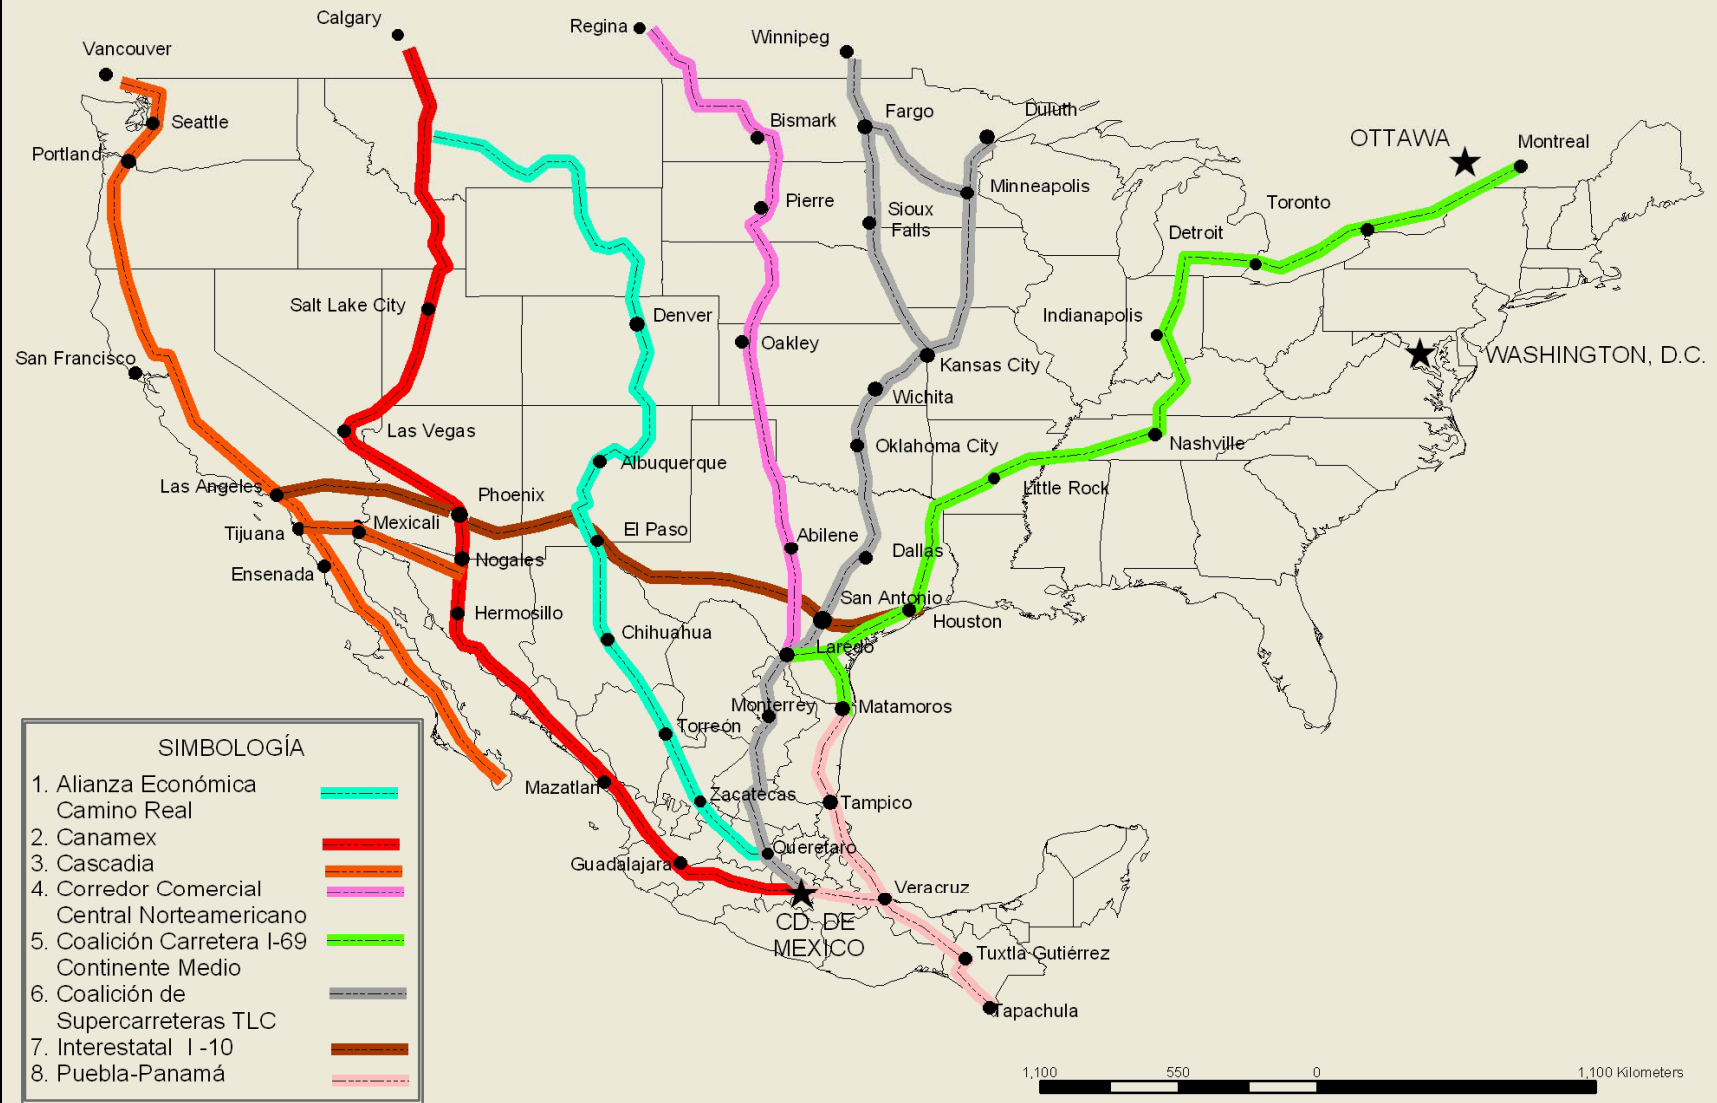 Calgary
Regina
Winnipeg
Vancouver
Fargo
Duluth
Seattle
Bismark
OTTAWA
Montreal
Portland
Minneapolis
Pierre
Sioux
Falls
Toronto
Detroit
Salt Lake City
Denver
Indianapolis
Oakley
San Francisco
Kansas City
WASHINGTON, D.C.
Wichita
Las Vegas
Oklahoma City
Nashville
Albuquerque
Las Angeles
Phoenix
Little Rock
Tijuana
Mexicali
El Paso
Abilene
Dallas
Nogales
Ensenada
San Antonio
Hermosillo
Houston
Chihuahua
Laredo
Monterrey
Matamoros
Torreón
Mazatlan
Zacatecas
Tampico
Queretaro
Guadalajara
Veracruz
CD. DE
MEXICO
Tuxtla Gutiérrez
Tapachula
SIMBOLOGÍA
1. Alianza Económica
Camino Real
2. Canamex
3. Cascadia
4. Corredor Comercial
Central Norteamericano
5. Coalición Carretera I-69
Continente Medio
6. Coalición de
Supercarreteras TLC
7. Interestatal I -10
8. Puebla-Panamá
1,100 550 0 1,100 Kilometers